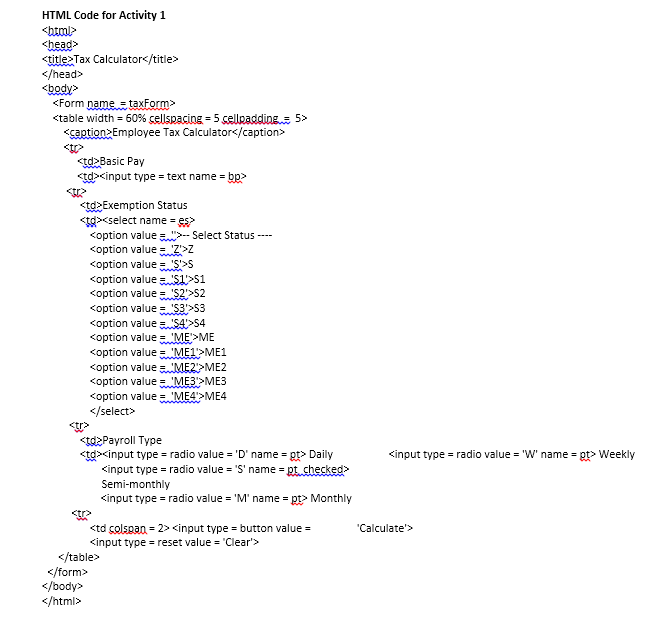 HTML Code for Activity 1
<html>
<head>
<title>Tax Calculator</title>
</head>
<body>
<Form name = taxForm>
<table width = 60% cellspacing = 5 cellpadding = 5>
<caption>Employee Tax Calculator</caption>
<tr>
<td>Basic Pay
<td><input type = text name = bp>
<tr>
<td>Exemption Status
<td><select name = es>
<option value = ''>-- Select Status ----
<option value = 'Z'>Z
<option value = 'S'>S
<option value = 'S1'>S1
<option value = 'S2'>S2
<option value = 'S3'>S3
<option value = 'S4'>S4
<option value = 'ME'>ME
<option value = 'ME1'>ME1
<option value = 'ME2'>ME2
<option value = 'ME3'>ME3
<option value = 'ME4'>ME4
</select>
<tr>
<td>Payroll Type
<td><input type = radio value = 'D' name = pt> Daily <input type = radio value = 'W' name = pt> Weekly
<input type = radio value = 'S' name = pt checked>
Semi-monthly
<input type = radio value = 'M' name = pt> Monthly
<tr>
<td colspan = 2> <input type = button value = 'Calculate'>
<input type = reset value = 'Clear'>
</table>
</form>
</body>
</html>